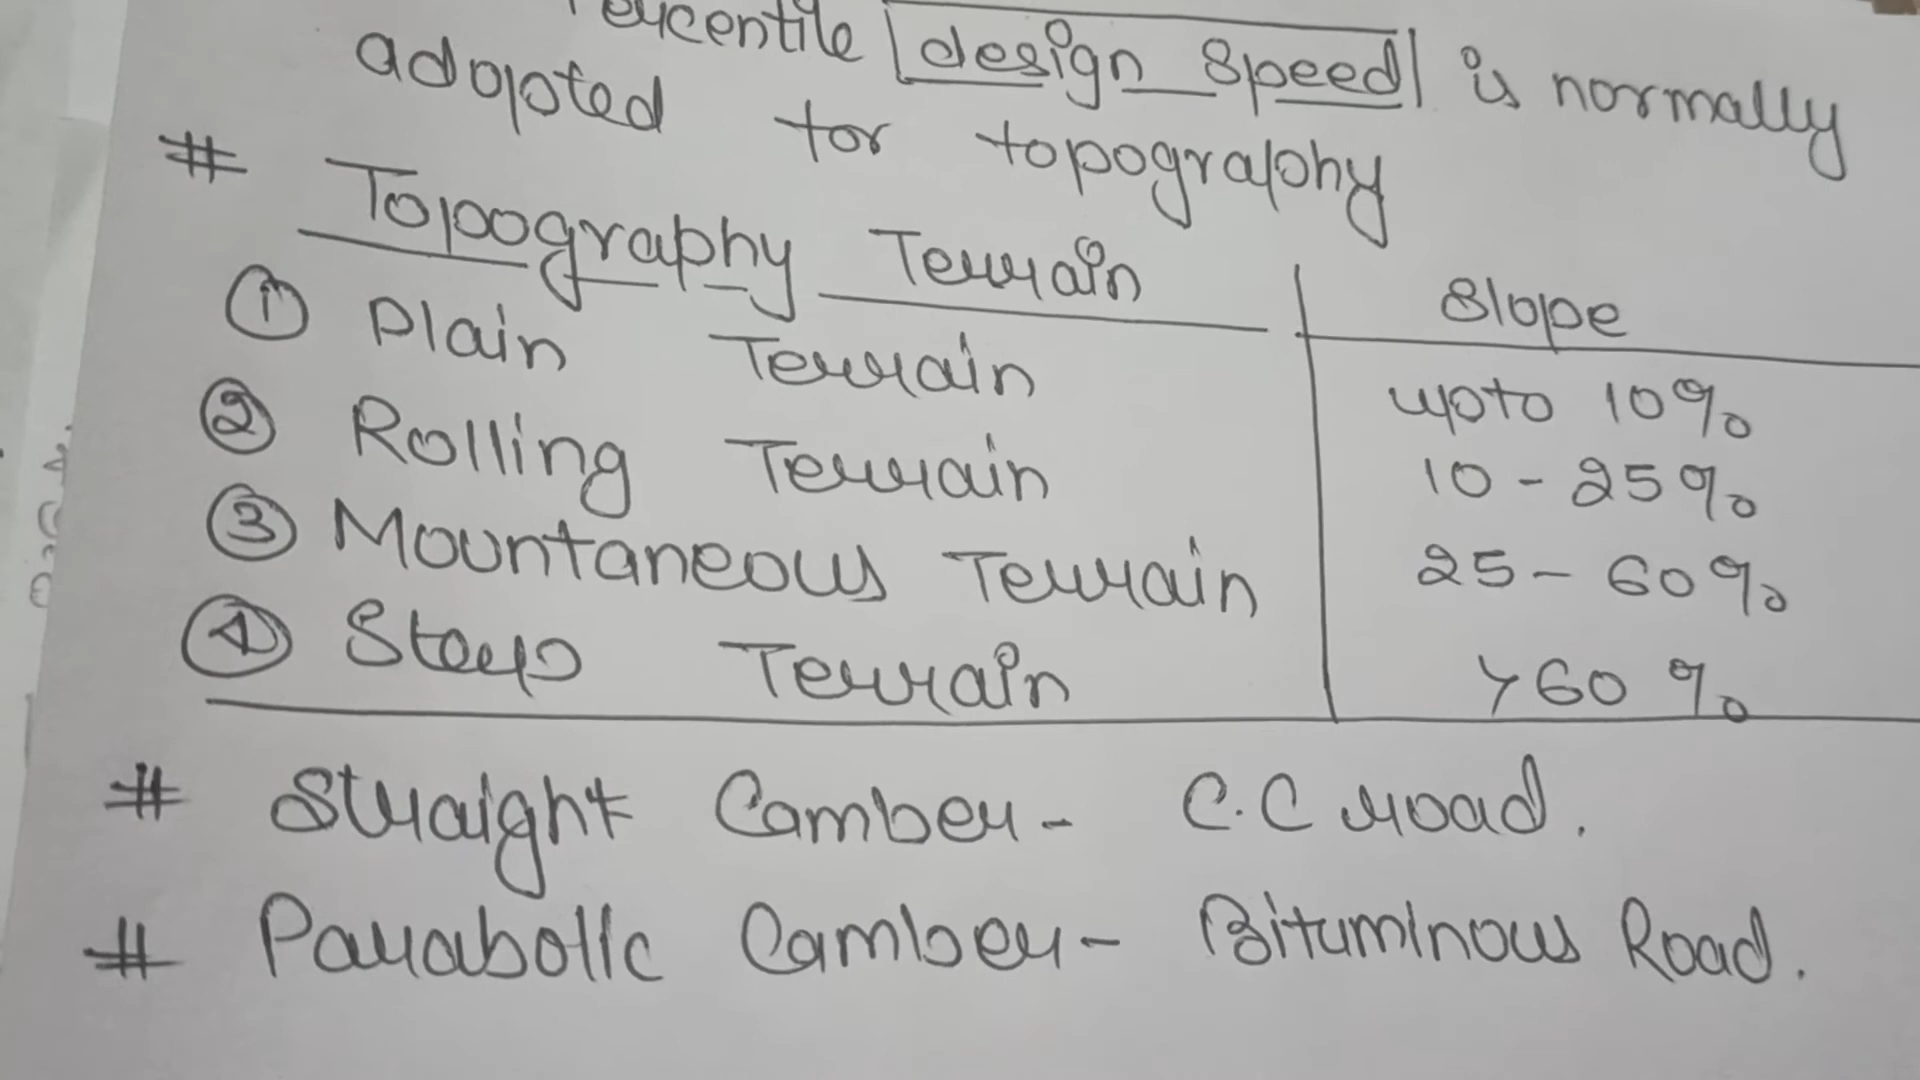 Percentile design speed is normally
adopted for topography
# Topography Terrain | Slope
① Plain Terrain | upto 10%
② Rolling Terrain | 10 - 25%
③ Mountaneous Terrain | 25 - 60%
④ Steep Terrain | >60 %
# Straight Camber - C.C road.
# Parabolic Camber - Bituminous Road.